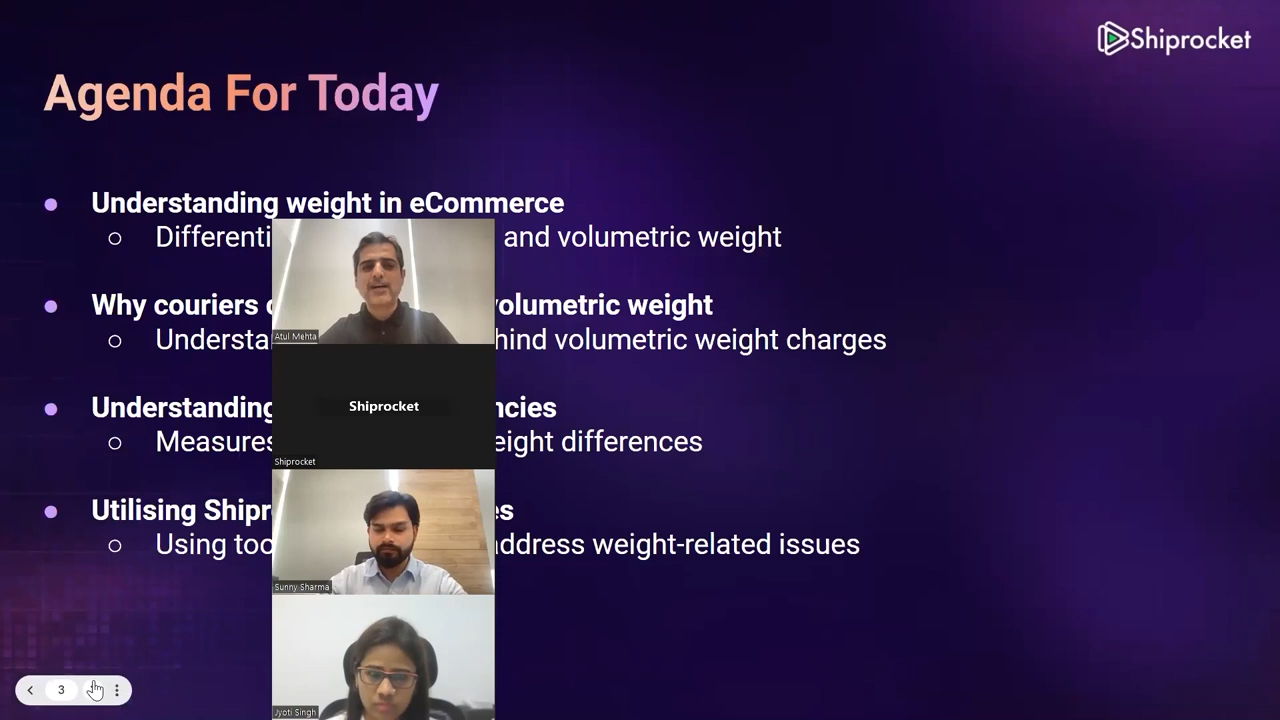 Shiprocket
Agenda For Today
Understanding weight in eCommerce
Differenti and volumetric weight
Why couriers volumetric weight
Understa hind volumetric weight charges
Understanding ncies
Measures eight differences
Utilising Shipr es
Using too address weight-related issues
Atul Mehta
Shiprocket
Shiprocket
Sunny Sharma
Jyoti Singh
3